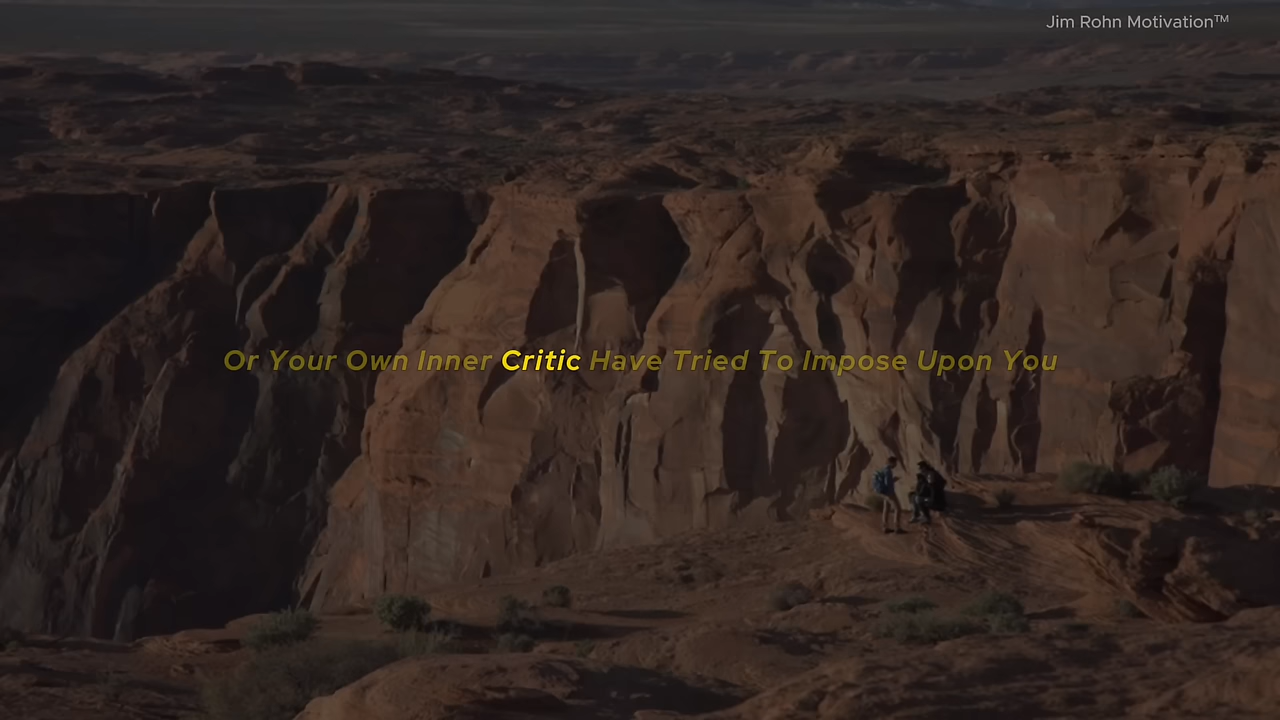 Jim Rohn Motivation™
Or Your Own Inner Critic Have Tried To Impose Upon You